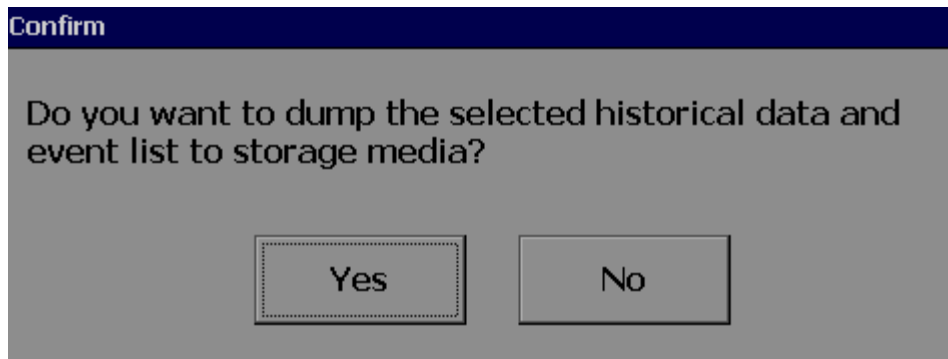 Confirm
Do you want to dump the selected historical data and
event list to storage media?
Yes
No